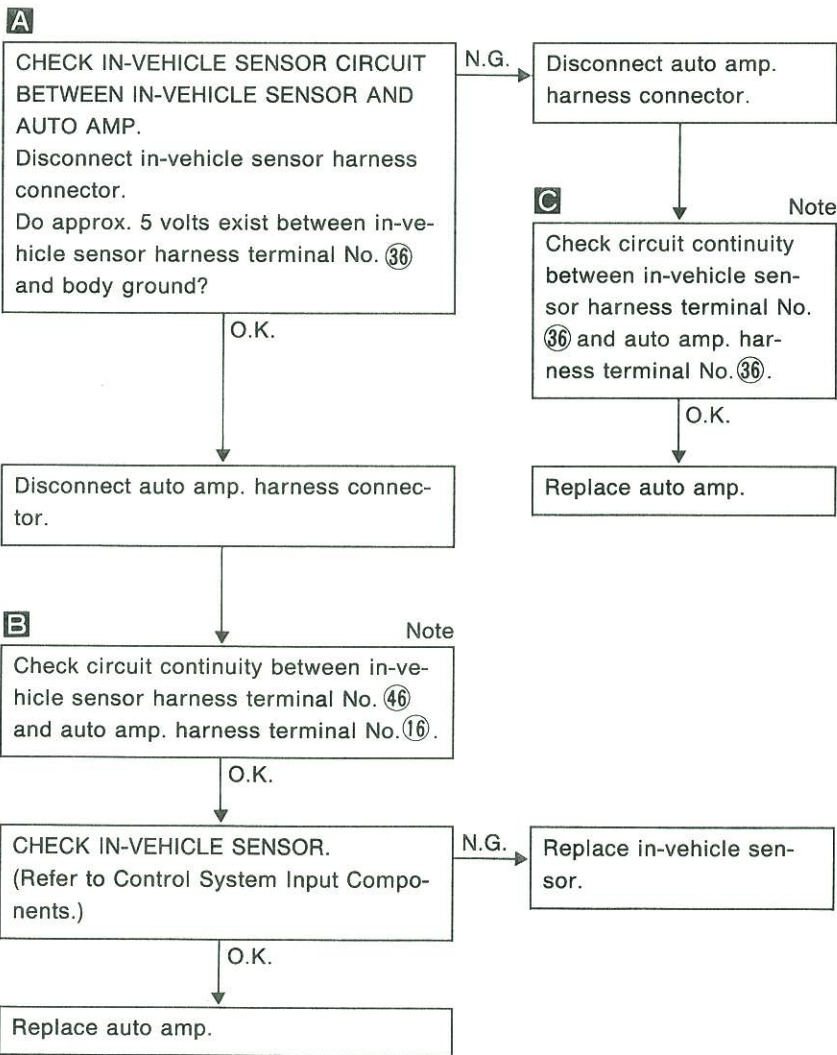 A
CHECK IN-VEHICLE SENSOR CIRCUIT
BETWEEN IN-VEHICLE SENSOR AND
AUTO AMP.
Disconnect in-vehicle sensor harness
connector.
Do approx. 5 volts exist between in-ve-
hicle sensor harness terminal No. ㊱
and body ground?
N.G.
Disconnect auto amp.
harness connector.
C
Note
Check circuit continuity
between in-vehicle sen-
sor harness terminal No.
㊱ and auto amp. har-
ness terminal No. ㊱.
O.K.
Replace auto amp.
O.K.
Disconnect auto amp. harness connec-
tor.
B
Note
Check circuit continuity between in-ve-
hicle sensor harness terminal No. ㊻
and auto amp. harness terminal No. ⑯.
O.K.
CHECK IN-VEHICLE SENSOR.
(Refer to Control System Input Compo-
nents.)
N.G.
Replace in-vehicle sen-
sor.
O.K.
Replace auto amp.